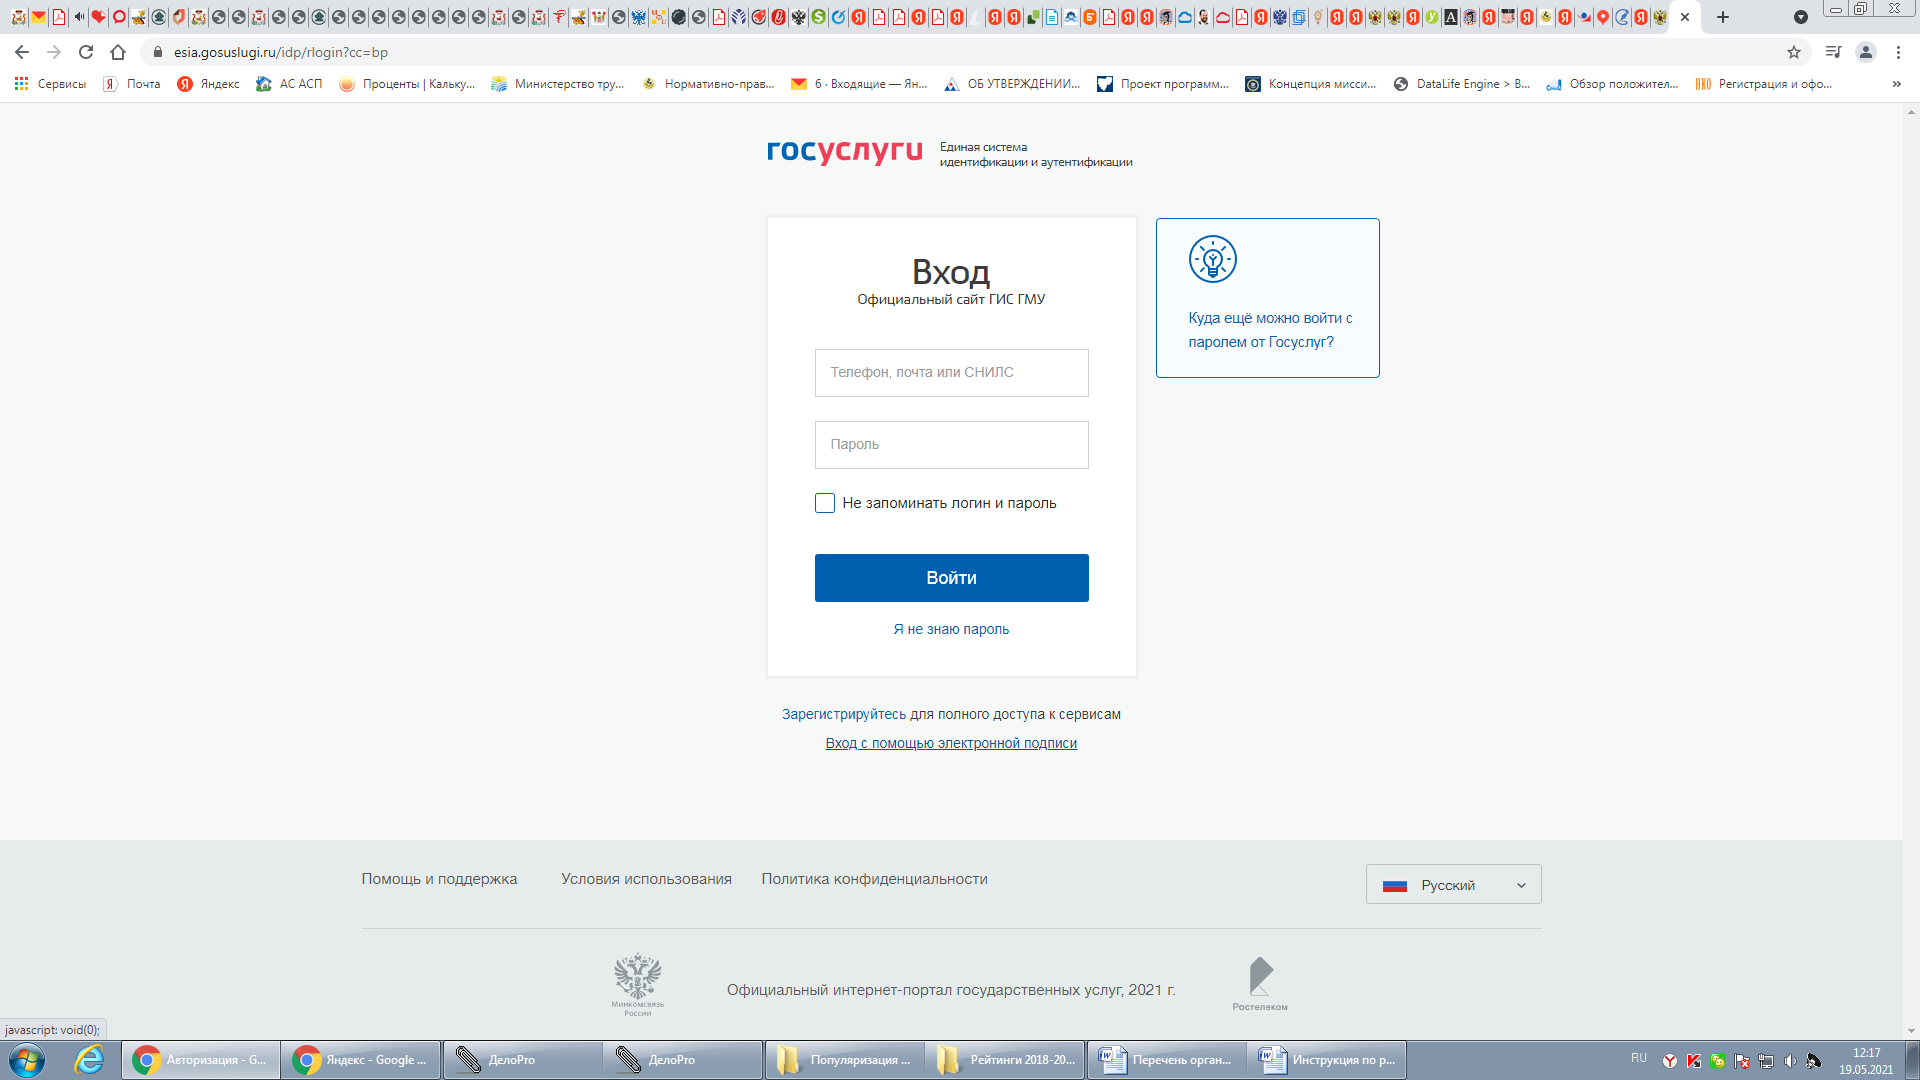 esia.gosuslugi.ru/idp/rlogin?cc=bp
Сервисы Почта Яндекс АС АСП Проценты | Кальку... Министерство тру... Нормативно-прав... 6 · Входящие — Ян... ОБ УТВЕРЖДЕНИИ... Проект программ... Концепция мисси... DataLife Engine > В... Обзор положител... НКО Регистрация и офо... »
госуслуги
Единая система
идентификации и аутентификации
Вход
Официальный сайт ГИС ГМУ
Телефон, почта или СНИЛС
Пароль
Не запоминать логин и пароль
Войти
Я не знаю пароль
Куда ещё можно войти с
паролем от Госуслуг?
Зарегистрируйтесь для полного доступа к сервисам
Вход с помощью электронной подписи
Помощь и поддержка Условия использования Политика конфиденциальности
Русский
Минкомсвязь
России
Официальный интернет-портал государственных услуг, 2021 г.
Ростелеком
javascript: void(0);
Авторизация - G... Яндекс - Google ... ДелоPro ДелоPro Популяризация ... Рейтинги 2018-20... Перечень орган... Инструкция по р...
RU
12:17
19.05.2021